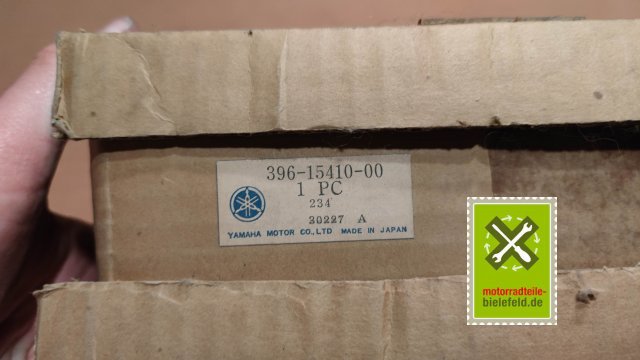 396-15410-00
1 PC
234
20227 A
YAMAHA MOTOR CO., LTD MADE IN JAPAN
motorradteile-
bielefeld.de